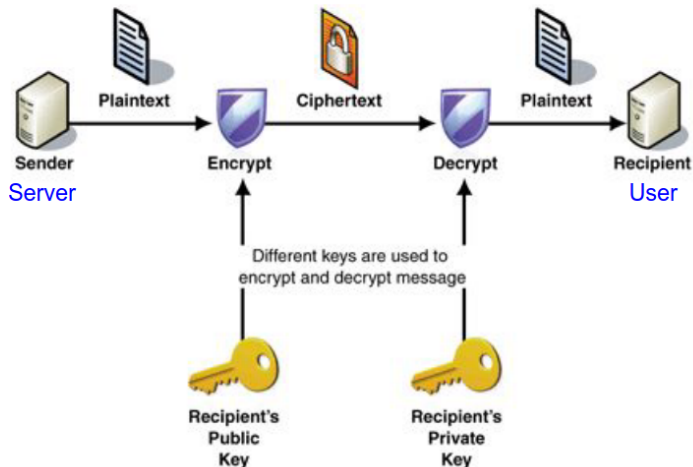 Plaintext
Ciphertext
Plaintext
Sender
Encrypt
Decrypt
Recipient
Server
User
Different keys are used to
encrypt and decrypt message
Recipient's
Public
Key
Recipient's
Private
Key